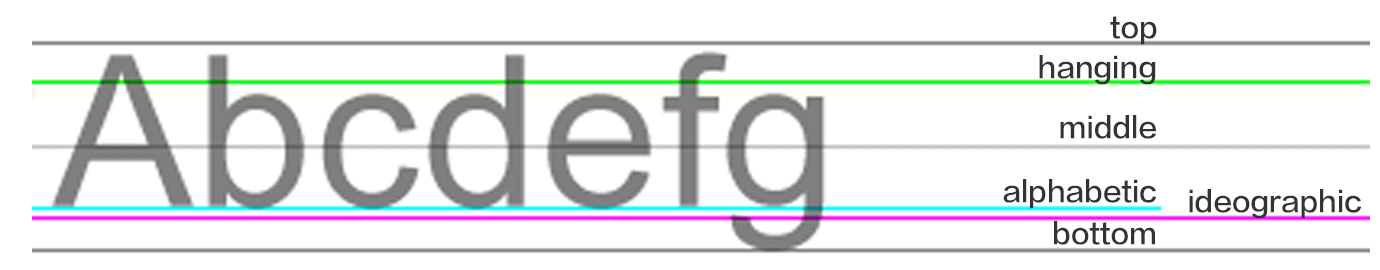 top
hanging
Abcdefg
middle
alphabetic
ideographic
bottom